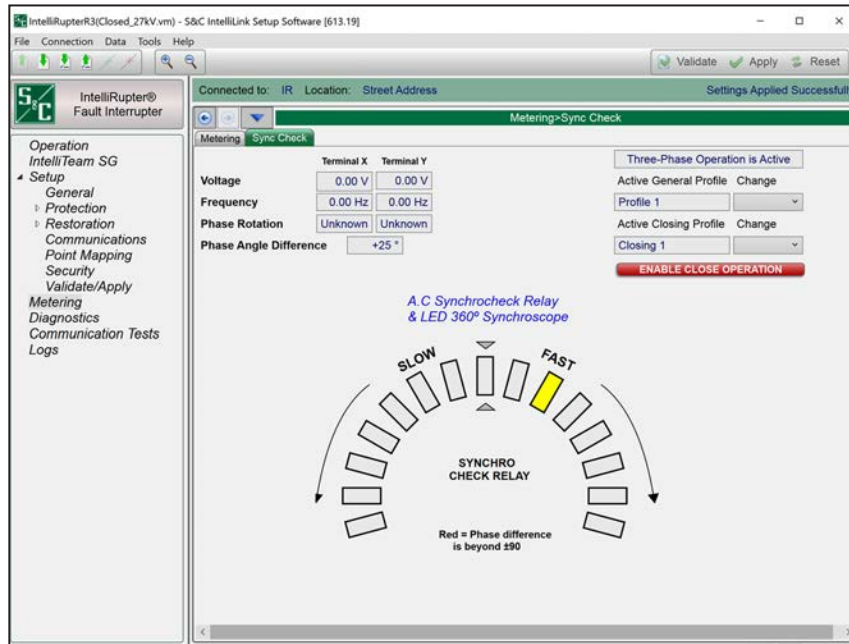 IntelliRupterR3(Closed_27kV.vm) - S&C IntelliLink Setup Software [613.19]
File Connection Data Tools Help
Validate Apply Reset
S&C
IntelliRupter®
Fault Interrupter
Operation
IntelliTeam SG
Setup
General
Protection
Restoration
Communications
Point Mapping
Security
Validate/Apply
Metering
Diagnostics
Communication Tests
Logs
Connected to: IR Location: Street Address Settings Applied Successfull
Metering>Sync Check
Metering Sync Check
Terminal X Terminal Y
Voltage 0.00 V 0.00 V
Frequency 0.00 Hz 0.00 Hz
Phase Rotation Unknown Unknown
Phase Angle Difference +25 °
Three-Phase Operation is Active
Active General Profile Change
Profile 1
Active Closing Profile Change
Closing 1
ENABLE CLOSE OPERATION
A.C Synchrocheck Relay
& LED 360º Synchroscope
SLOW FAST
SYNCHRO
CHECK RELAY
Red = Phase difference
is beyond ±90